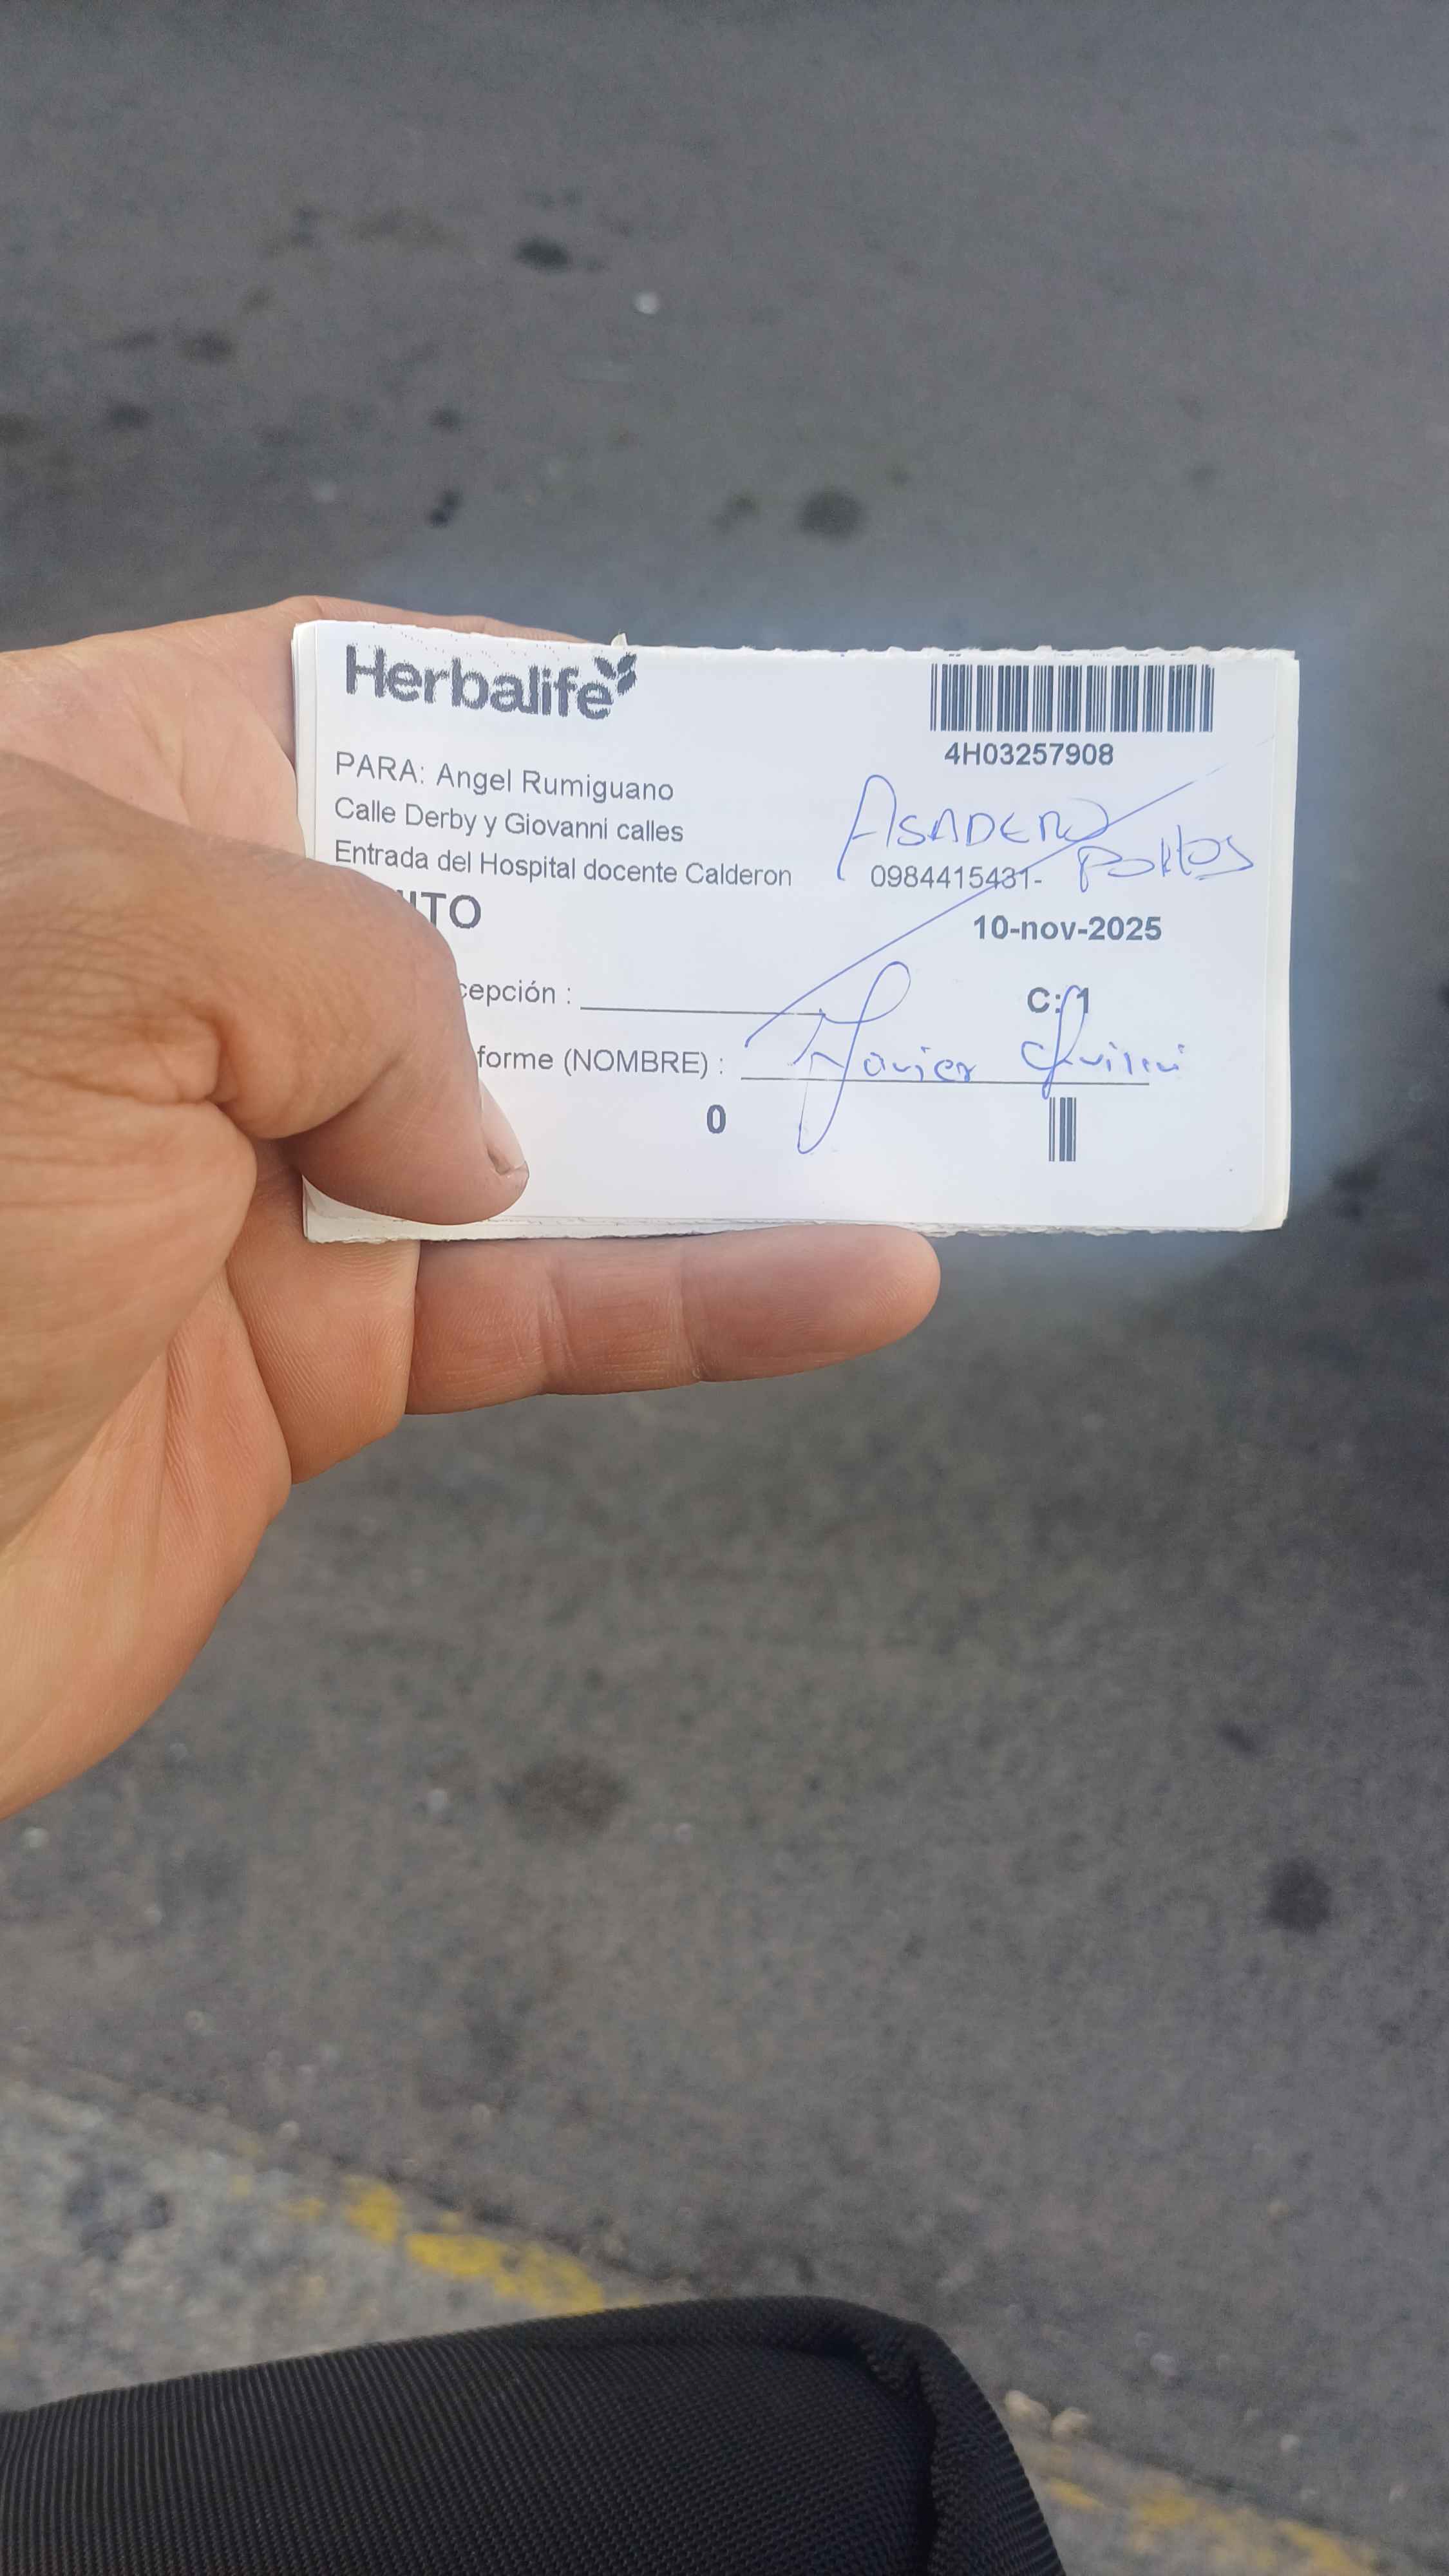 Herbalife
4H03257908
PARA: Angel Rumiguano
Calle Derby y Giovanni calles
Entrada del Hospital docente Calderon
ASADERO
POLLOS
0984415431-
ITO
10-nov-2025
cepción :
C: 1
forme (NOMBRE) :
Javier
0